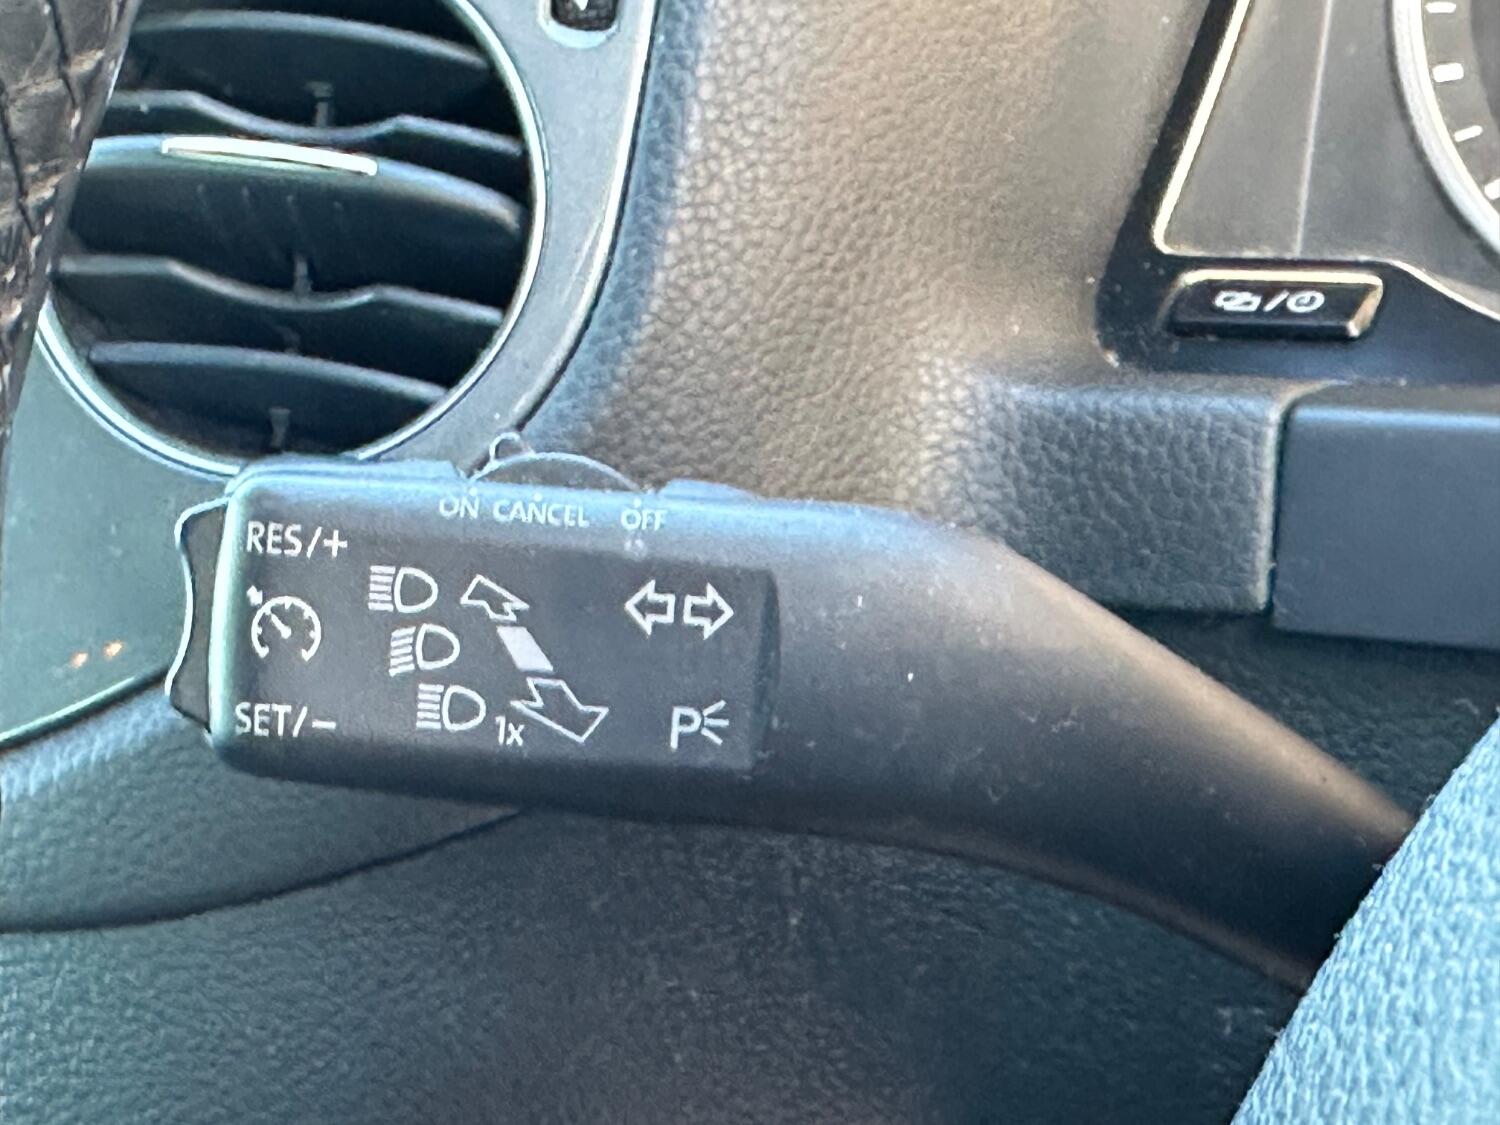 ON CANCEL OFF
RES/+
SET/-
1x
P